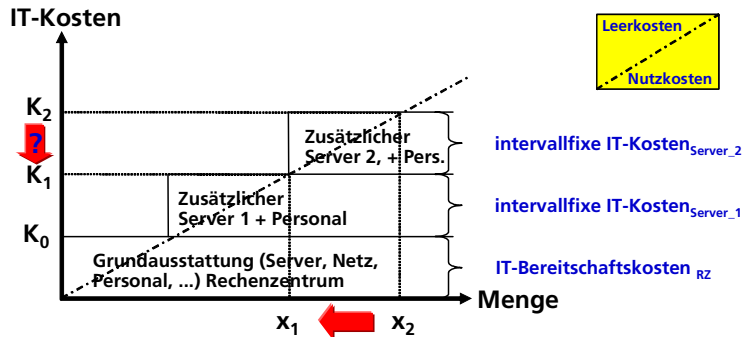 IT-Kosten
Leerkosten
Nutzkosten
K2
?
K1
K0
Zusätzlicher
Server 2, + Pers.
Zusätzlicher
Server 1 + Personal
Grundausstattung (Server, Netz,
Personal, ...) Rechenzentrum
intervallfixe IT-KostenServer_2
intervallfixe IT-KostenServer_1
IT-Bereitschaftskosten RZ
Menge
x1
x2